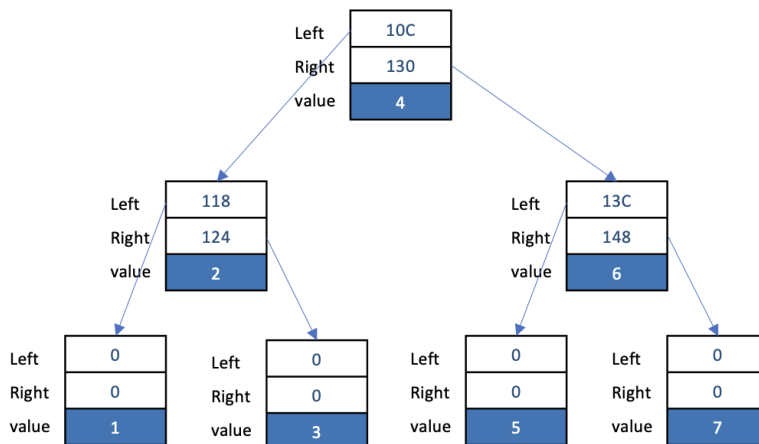 Left 10C
Right 130
value 4
Left 118
Right 124
value 2
Left 13C
Right 148
value 6
Left 0
Right 0
value 1
Left 0
Right 0
value 3
Left 0
Right 0
value 5
Left 0
Right 0
value 7